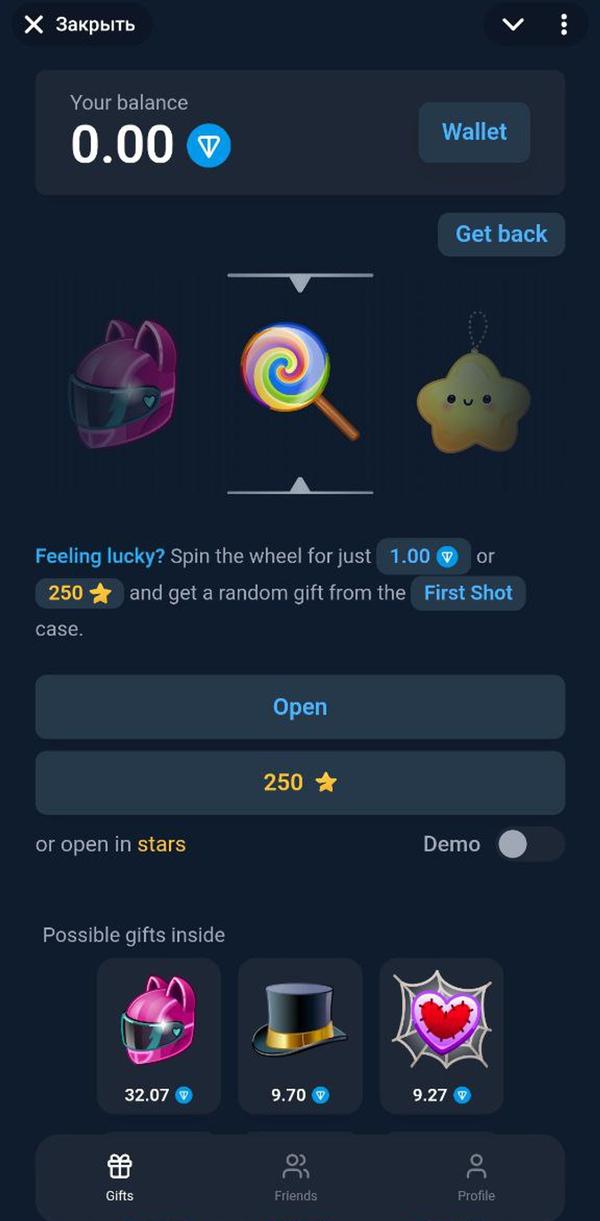 Закрыть
Your balance
0.00
Wallet
Get back
Feeling lucky? Spin the wheel for just 1.00 or
250 and get a random gift from the First Shot
case.
Open
250
or open in stars
Demo
Possible gifts inside
32.07
9.70
9.27
Gifts
Friends
Profile